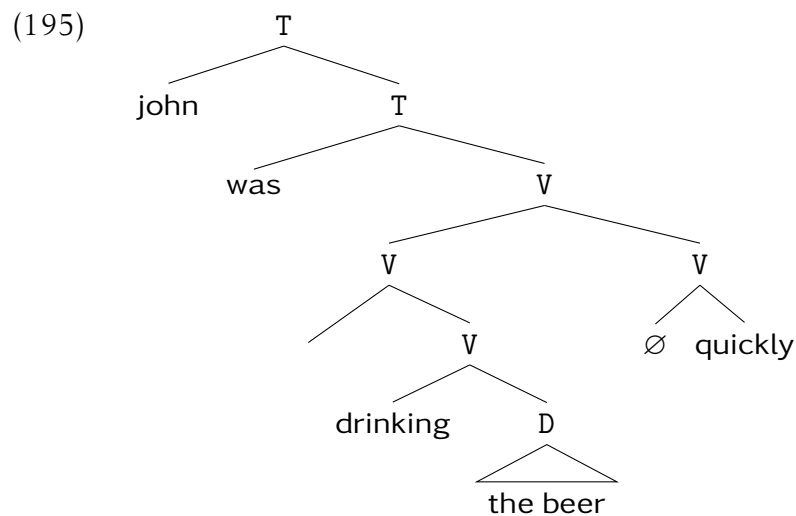 (195) T
john T
was V
V V
V ∅ quickly
drinking D
the beer